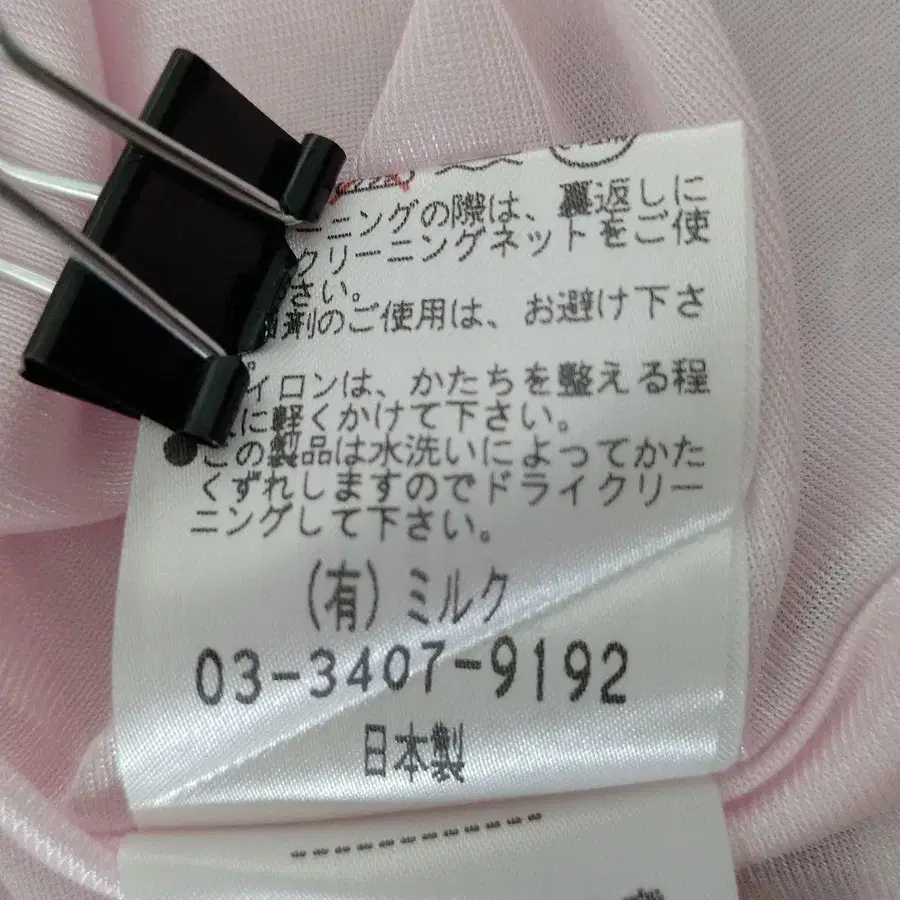 ーニングの際は、裏返しに
クリーニングネットをご使
さい。
剤のご使用は、お避け下さ
。
イロンは、かたちを整える程
に軽くかけて下さい。
●この製品は水洗いによってかた
くずれしますのでドライクリー
ニングして下さい。
(有)ミルク
03-3407-9192
日本製